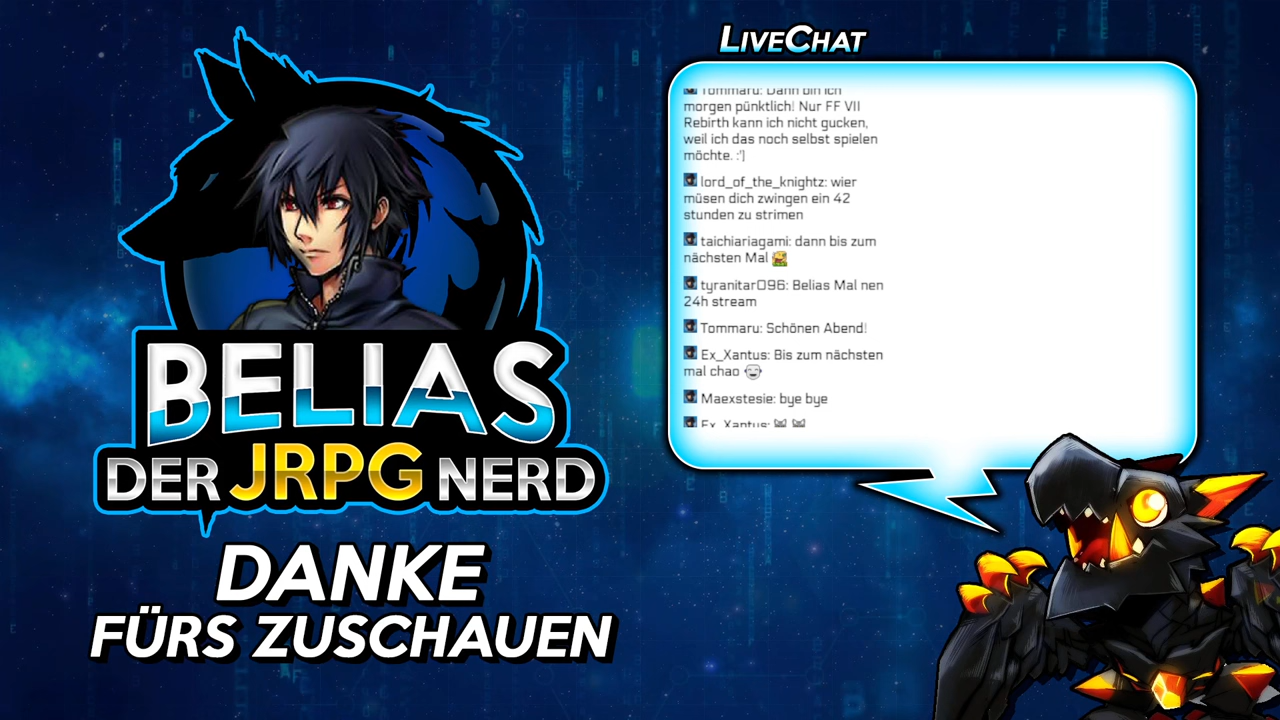 LIVECHAT
Tommaru: Dann bin ich
morgen pünktlich! Nur FF VII
Rebirth kann ich nicht gucken,
weil ich das noch selbst spielen
möchte. :')
lord_of_the_knightz: wier
müsen dich zwingen ein 42
stunden zu strimen
taichiariagami: dann bis zum
nächsten Mal
tyranitar096: Belias Mal nen
24h stream
Tommaru: Schönen Abend!
Ex_Xantus: Bis zum nächsten
mal chao
Maexstesie: bye bye
Ex_Xantus:
BELIAS
DER JRPG NERD
DANKE
FÜRS ZUSCHAUEN